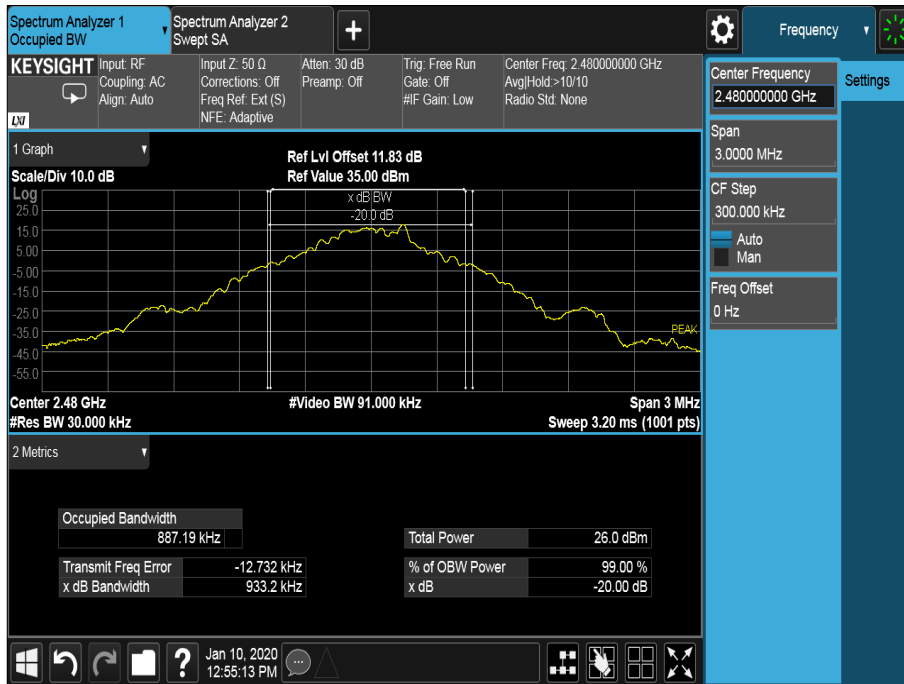 Spectrum Analyzer 1
Occupied BW
Spectrum Analyzer 2
Swept SA
Frequency
KEYSIGHT
LXI
Input: RF
Coupling: AC
Align: Auto
Input Z: 50 Ω
Corrections: Off
Freq Ref: Ext (S)
NFE: Adaptive
Atten: 30 dB
Preamp: Off
Trig: Free Run
Gate: Off
#IF Gain: Low
Center Freq: 2.480000000 GHz
Avg|Hold:>10/10
Radio Std: None
Center Frequency
2.480000000 GHz
Settings
Span
3.0000 MHz
CF Step
300.000 kHz
Auto
Man
Freq Offset
0 Hz
1 Graph
Scale/Div 10.0 dB
Ref Lvl Offset 11.83 dB
Ref Value 35.00 dBm
Log
x dB BW
-20.0 dB
25.0
15.0
5.00
-5.00
-15.0
-25.0
-35.0
-45.0
-55.0
PEAK
Center 2.48 GHz
#Video BW 91.000 kHz
Span 3 MHz
#Res BW 30.000 kHz
Sweep 3.20 ms (1001 pts)
2 Metrics
Occupied Bandwidth
887.19 kHz
Total Power 26.0 dBm
Transmit Freq Error -12.732 kHz
% of OBW Power 99.00 %
x dB Bandwidth 933.2 kHz
x dB -20.00 dB
?
Jan 10, 2020
12:55:13 PM